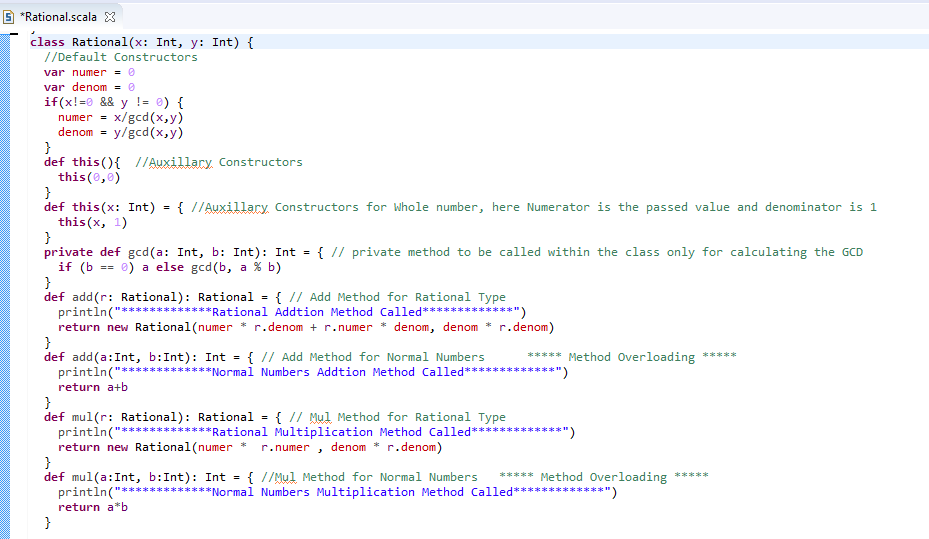 *Rational.scala
class Rational(x: Int, y: Int) {
//Default Constructors
var numer = 0
var denom = 0
if(x!=0 && y != 0) {
numer = x/gcd(x,y)
denom = y/gcd(x,y)
}
def this(){ //Auxillary Constructors
this(0,0)
}
def this(x: Int) = { //Auxillary Constructors for Whole number, here Numerator is the passed value and denominator is 1
this(x, 1)
}
private def gcd(a: Int, b: Int): Int = { // private method to be called within the class only for calculating the GCD
if (b == 0) a else gcd(b, a % b)
}
def add(r: Rational): Rational = { // Add Method for Rational Type
println("*************Rational Addtion Method Called*************")
return new Rational(numer * r.denom + r.numer * denom, denom * r.denom)
}
def add(a:Int, b:Int): Int = { // Add Method for Normal Numbers ***** Method Overloading *****
println("*************Normal Numbers Addtion Method Called*************")
return a+b
}
def mul(r: Rational): Rational = { // Mul Method for Rational Type
println("*************Rational Multiplication Method Called*************")
return new Rational(numer * r.numer , denom * r.denom)
}
def mul(a:Int, b:Int): Int = { //Mul Method for Normal Numbers ***** Method Overloading *****
println("*************Normal Numbers Multiplication Method Called*************")
return a*b
}